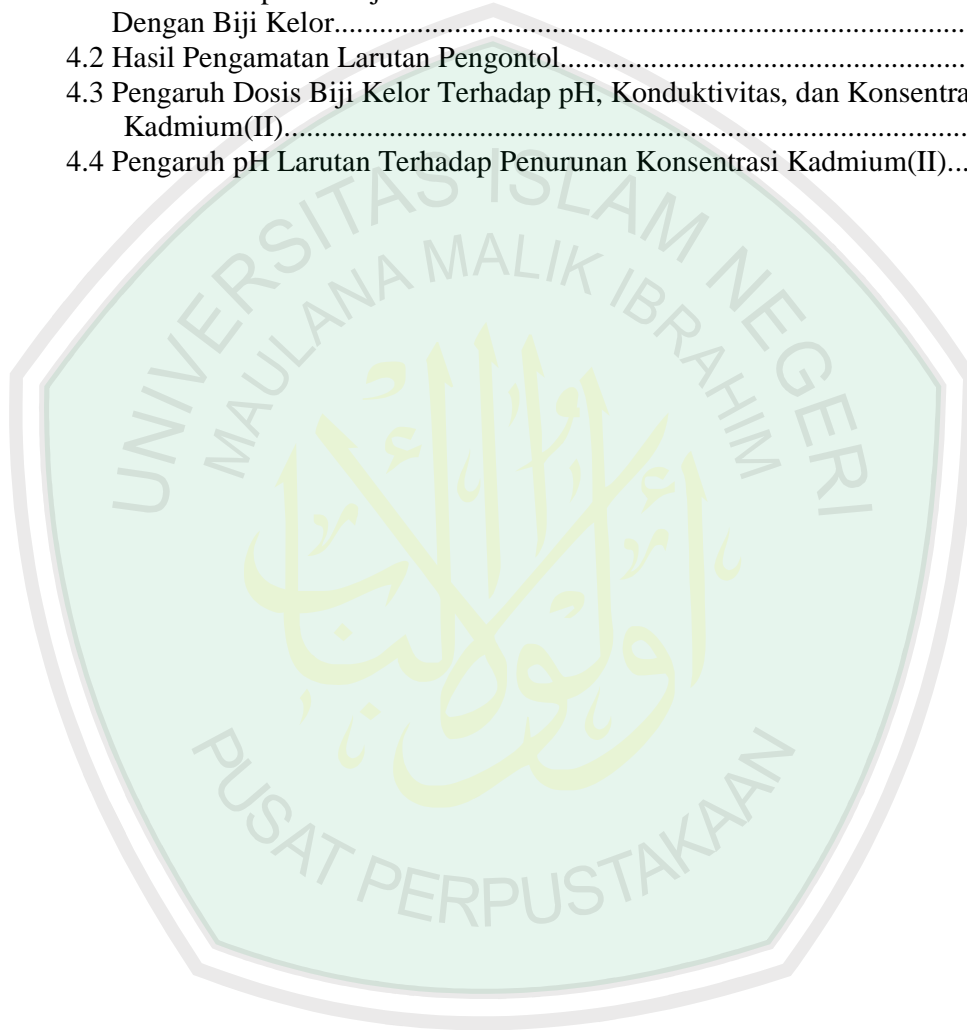 Dengan Biji Kelor....................................................................................
4.2 Hasil Pengamatan Larutan Pengontol......................................................
4.3 Pengaruh Dosis Biji Kelor Terhadap pH, Konduktivitas, dan Konsentra
Kadmium(II)..........................................................................................
4.4 Pengaruh pH Larutan Terhadap Penurunan Konsentrasi Kadmium(II)...
UNIVERSITAS ISLAM NEGERI
MAULANA MALIK IBRAHIM
أولوا الألباب
PUSAT PERPUSTAKAAN